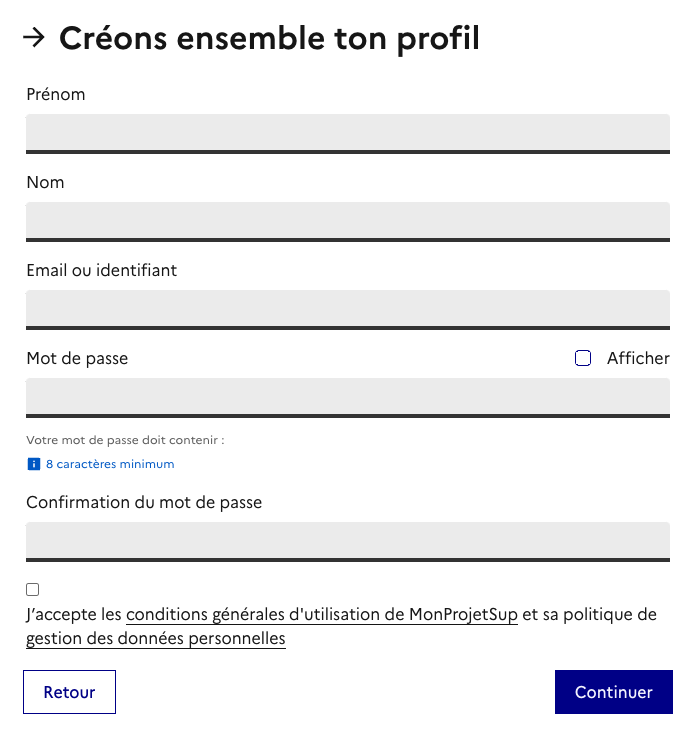 → Créons ensemble ton profil
Prénom
Nom
Email ou identifiant
Mot de passe Afficher
Votre mot de passe doit contenir :
8 caractères minimum
Confirmation du mot de passe
J’accepte les conditions générales d'utilisation de MonProjetSup et sa politique de
gestion des données personnelles
Retour Continuer